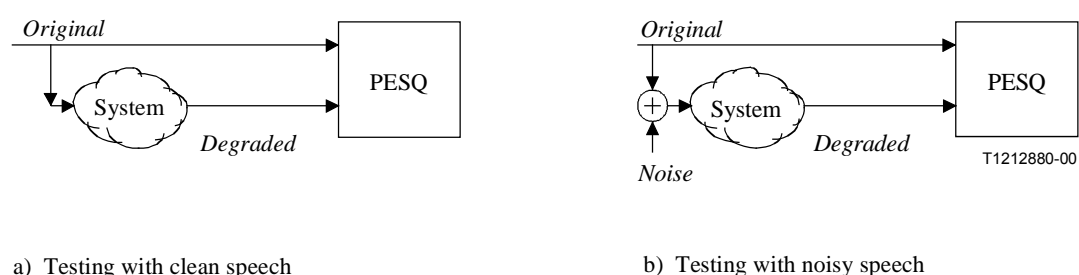 Original
System
Degraded
PESQ
a) Testing with clean speech
Original
+
System
Degraded
Noise
PESQ
T1212880-00
b) Testing with noisy speech